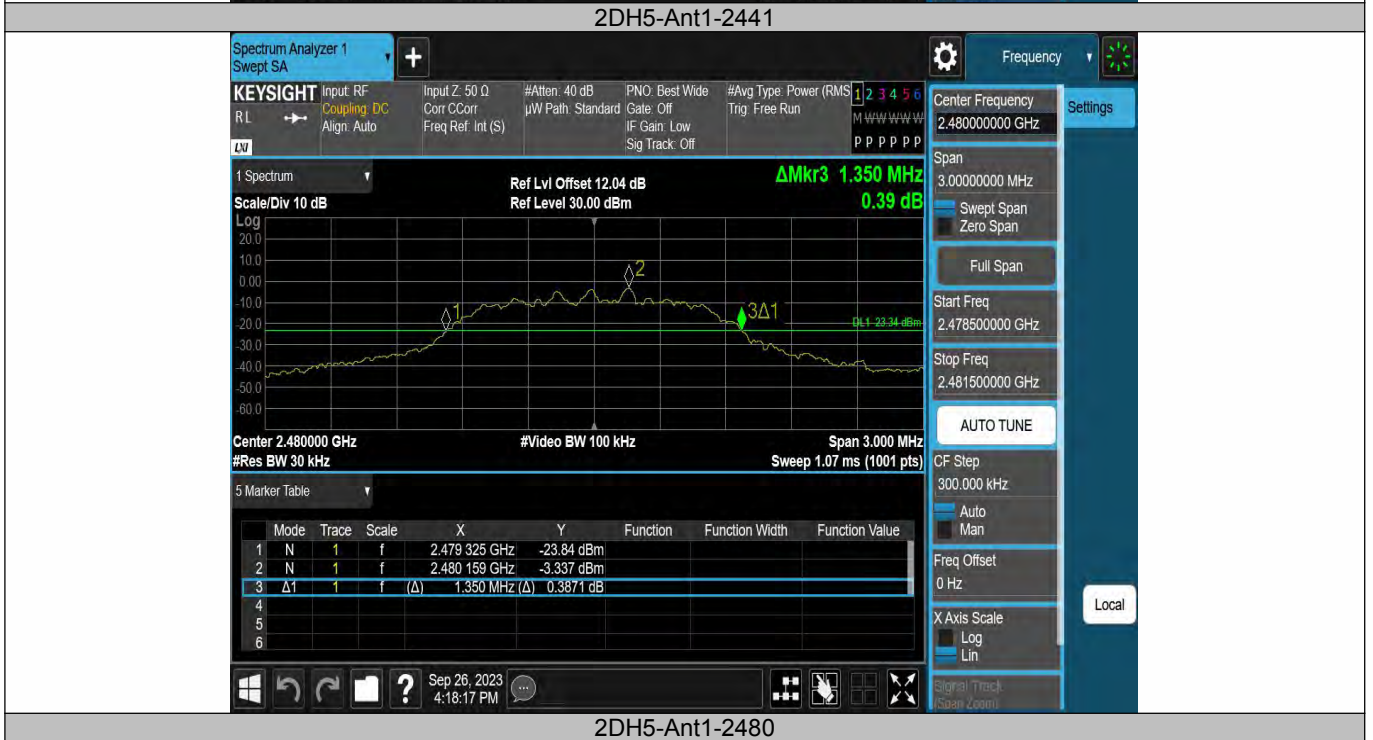 2DH5-Ant1-2441
Spectrum Analyzer 1
Swept SA
+
Frequency
KEYSIGHT
RL
LXI
Input: RF
Coupling: DC
Align: Auto
Input Z: 50 Ω
Corr CCorr
Freq Ref: Int (S)
#Atten: 40 dB
µW Path: Standard
PNO: Best Wide
Gate: Off
IF Gain: Low
Sig Track: Off
#Avg Type: Power (RMS
Trig: Free Run
1 2 3 4 5 6
M W W W W W
P P P P P P
Center Frequency
2.480000000 GHz
Settings
Span
3.00000000 MHz
Swept Span
Zero Span
Full Span
Start Freq
2.478500000 GHz
Stop Freq
2.481500000 GHz
AUTO TUNE
CF Step
300.000 kHz
Auto
Man
Freq Offset
0 Hz
X Axis Scale
Log
Lin
Signal Track
(Span Zoom)
Local
1 Spectrum
Scale/Div 10 dB
Ref Lvl Offset 12.04 dB
Ref Level 30.00 dBm
ΔMkr3 1.350 MHz
0.39 dB
Log
20.0
10.0
0.00
-10.0
-20.0
-30.0
-40.0
-50.0
-60.0
1
2
3Δ1
DL1 -23.34 dBm
Center 2.480000 GHz
#Video BW 100 kHz
Span 3.000 MHz
#Res BW 30 kHz
Sweep 1.07 ms (1001 pts)
5 Marker Table
Mode Trace Scale X Y Function Function Width Function Value
1 N 1 f 2.479 325 GHz -23.84 dBm
2 N 1 f 2.480 159 GHz -3.337 dBm
3 Δ1 1 f (Δ) 1.350 MHz (Δ) 0.3871 dB
4
5
6
?
Sep 26, 2023
4:18:17 PM
2DH5-Ant1-2480